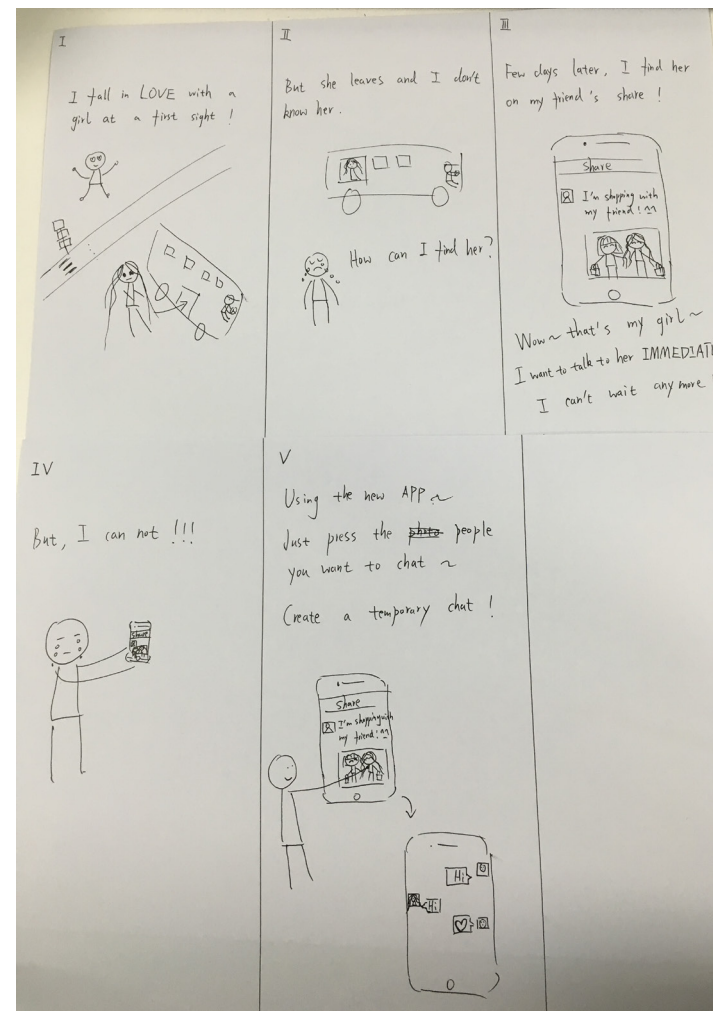 I
I fall in LOVE with a
girl at a first sight !
II
But she leaves and I don't
know her.
How can I find her?
III
Few days later, I find her
on my friend's share !
share
I'm shopping with
my friend! ^^
Wow~ that's my girl~
I want to talk to her IMMEDIATE
I can't wait any more
IV
But, I can not !!!
share
V
Using the new APP ~
Just press the photo people
you want to chat ~
Create a temporary chat !
share
I'm shopping with
my friend! ^^
Hi
Hi